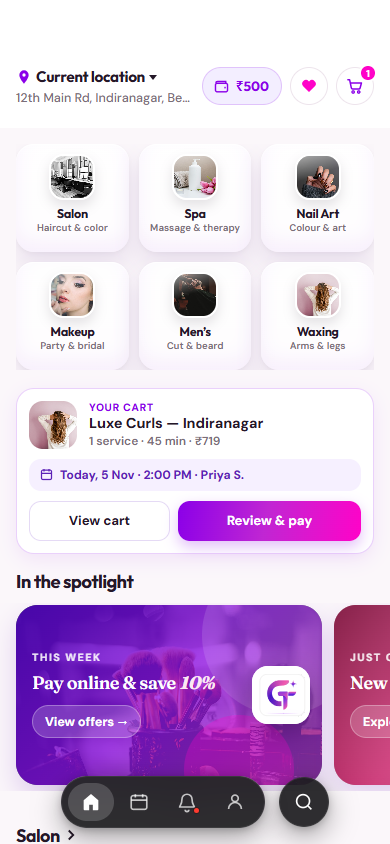 Current location
12th Main Rd, Indiranagar, Be...
₹500
1
Salon
Haircut & color
Spa
Massage & therapy
Nail Art
Colour & art
Makeup
Party & bridal
Men's
Cut & beard
Waxing
Arms & legs
YOUR CART
Luxe Curls — Indiranagar
1 service · 45 min · ₹719
Today, 5 Nov · 2:00 PM · Priya S.
View cart
Review & pay
In the spotlight
THIS WEEK
Pay online & save 10%
View offers →
JUST
New
Salon